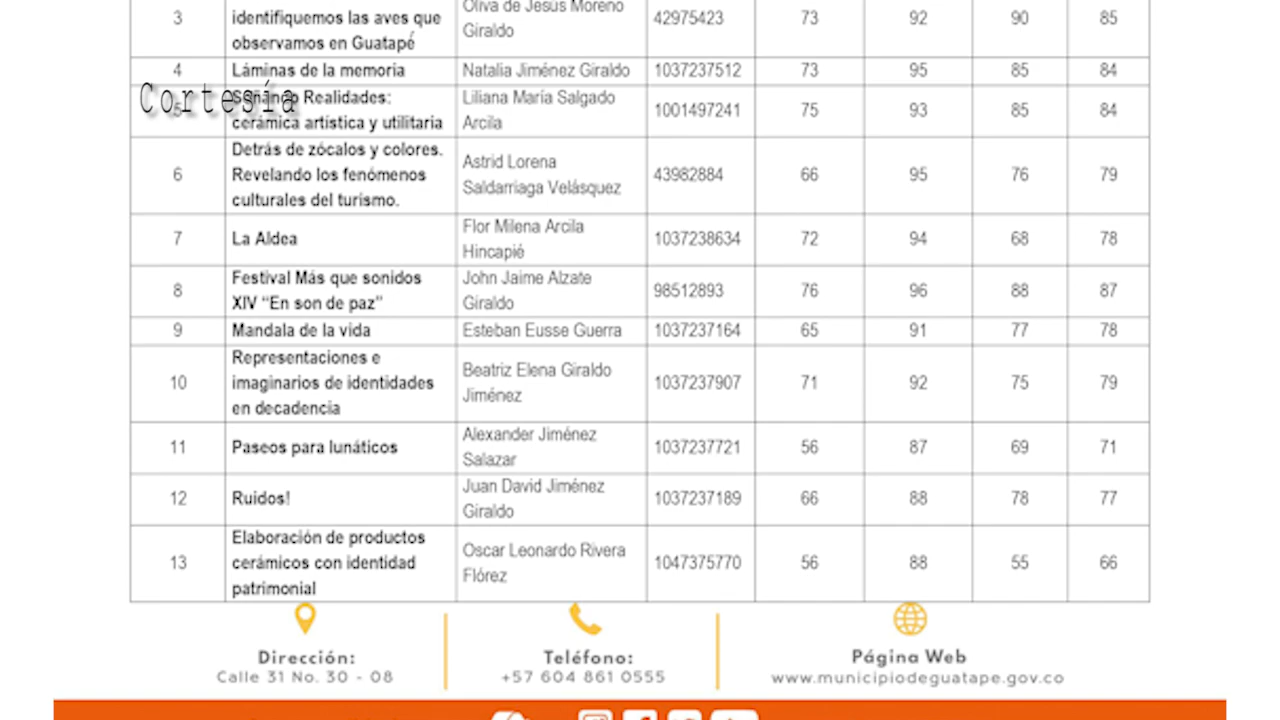 3 identifiquemos las aves que observamos en Guatapé Oliva de Jesús Moreno Giraldo 42975423 73 92 90 85
4 Láminas de la memoria Natalia Jiménez Giraldo 1037237512 73 95 85 84
Cortesía
5 Soñando Realidades: cerámica artística y utilitaria Liliana María Salgado Arcila 1001497241 75 93 85 84
6 Detrás de zócalos y colores. Revelando los fenómenos culturales del turismo. Astrid Lorena Saldarriaga Velásquez 43982884 66 95 76 79
7 La Aldea Flor Milena Arcila Hincapié 1037238634 72 94 68 78
8 Festival Más que sonidos XIV “En son de paz” John Jaime Alzate Giraldo 98512893 76 96 88 87
9 Mandala de la vida Esteban Eusse Guerra 1037237164 65 91 77 78
10 Representaciones e imaginarios de identidades en decadencia Beatriz Elena Giraldo Jiménez 1037237907 71 92 75 79
11 Paseos para lunáticos Alexander Jiménez Salazar 1037237721 56 87 69 71
12 Ruidos! Juan David Jiménez Giraldo 1037237189 66 88 78 77
13 Elaboración de productos cerámicos con identidad patrimonial Oscar Leonardo Rivera Flórez 1047375770 56 88 55 66
Dirección: Teléfono: Página Web
Calle 31 No. 30 - 08 +57 604 861 0555 www.municipiodeguatape.gov.co